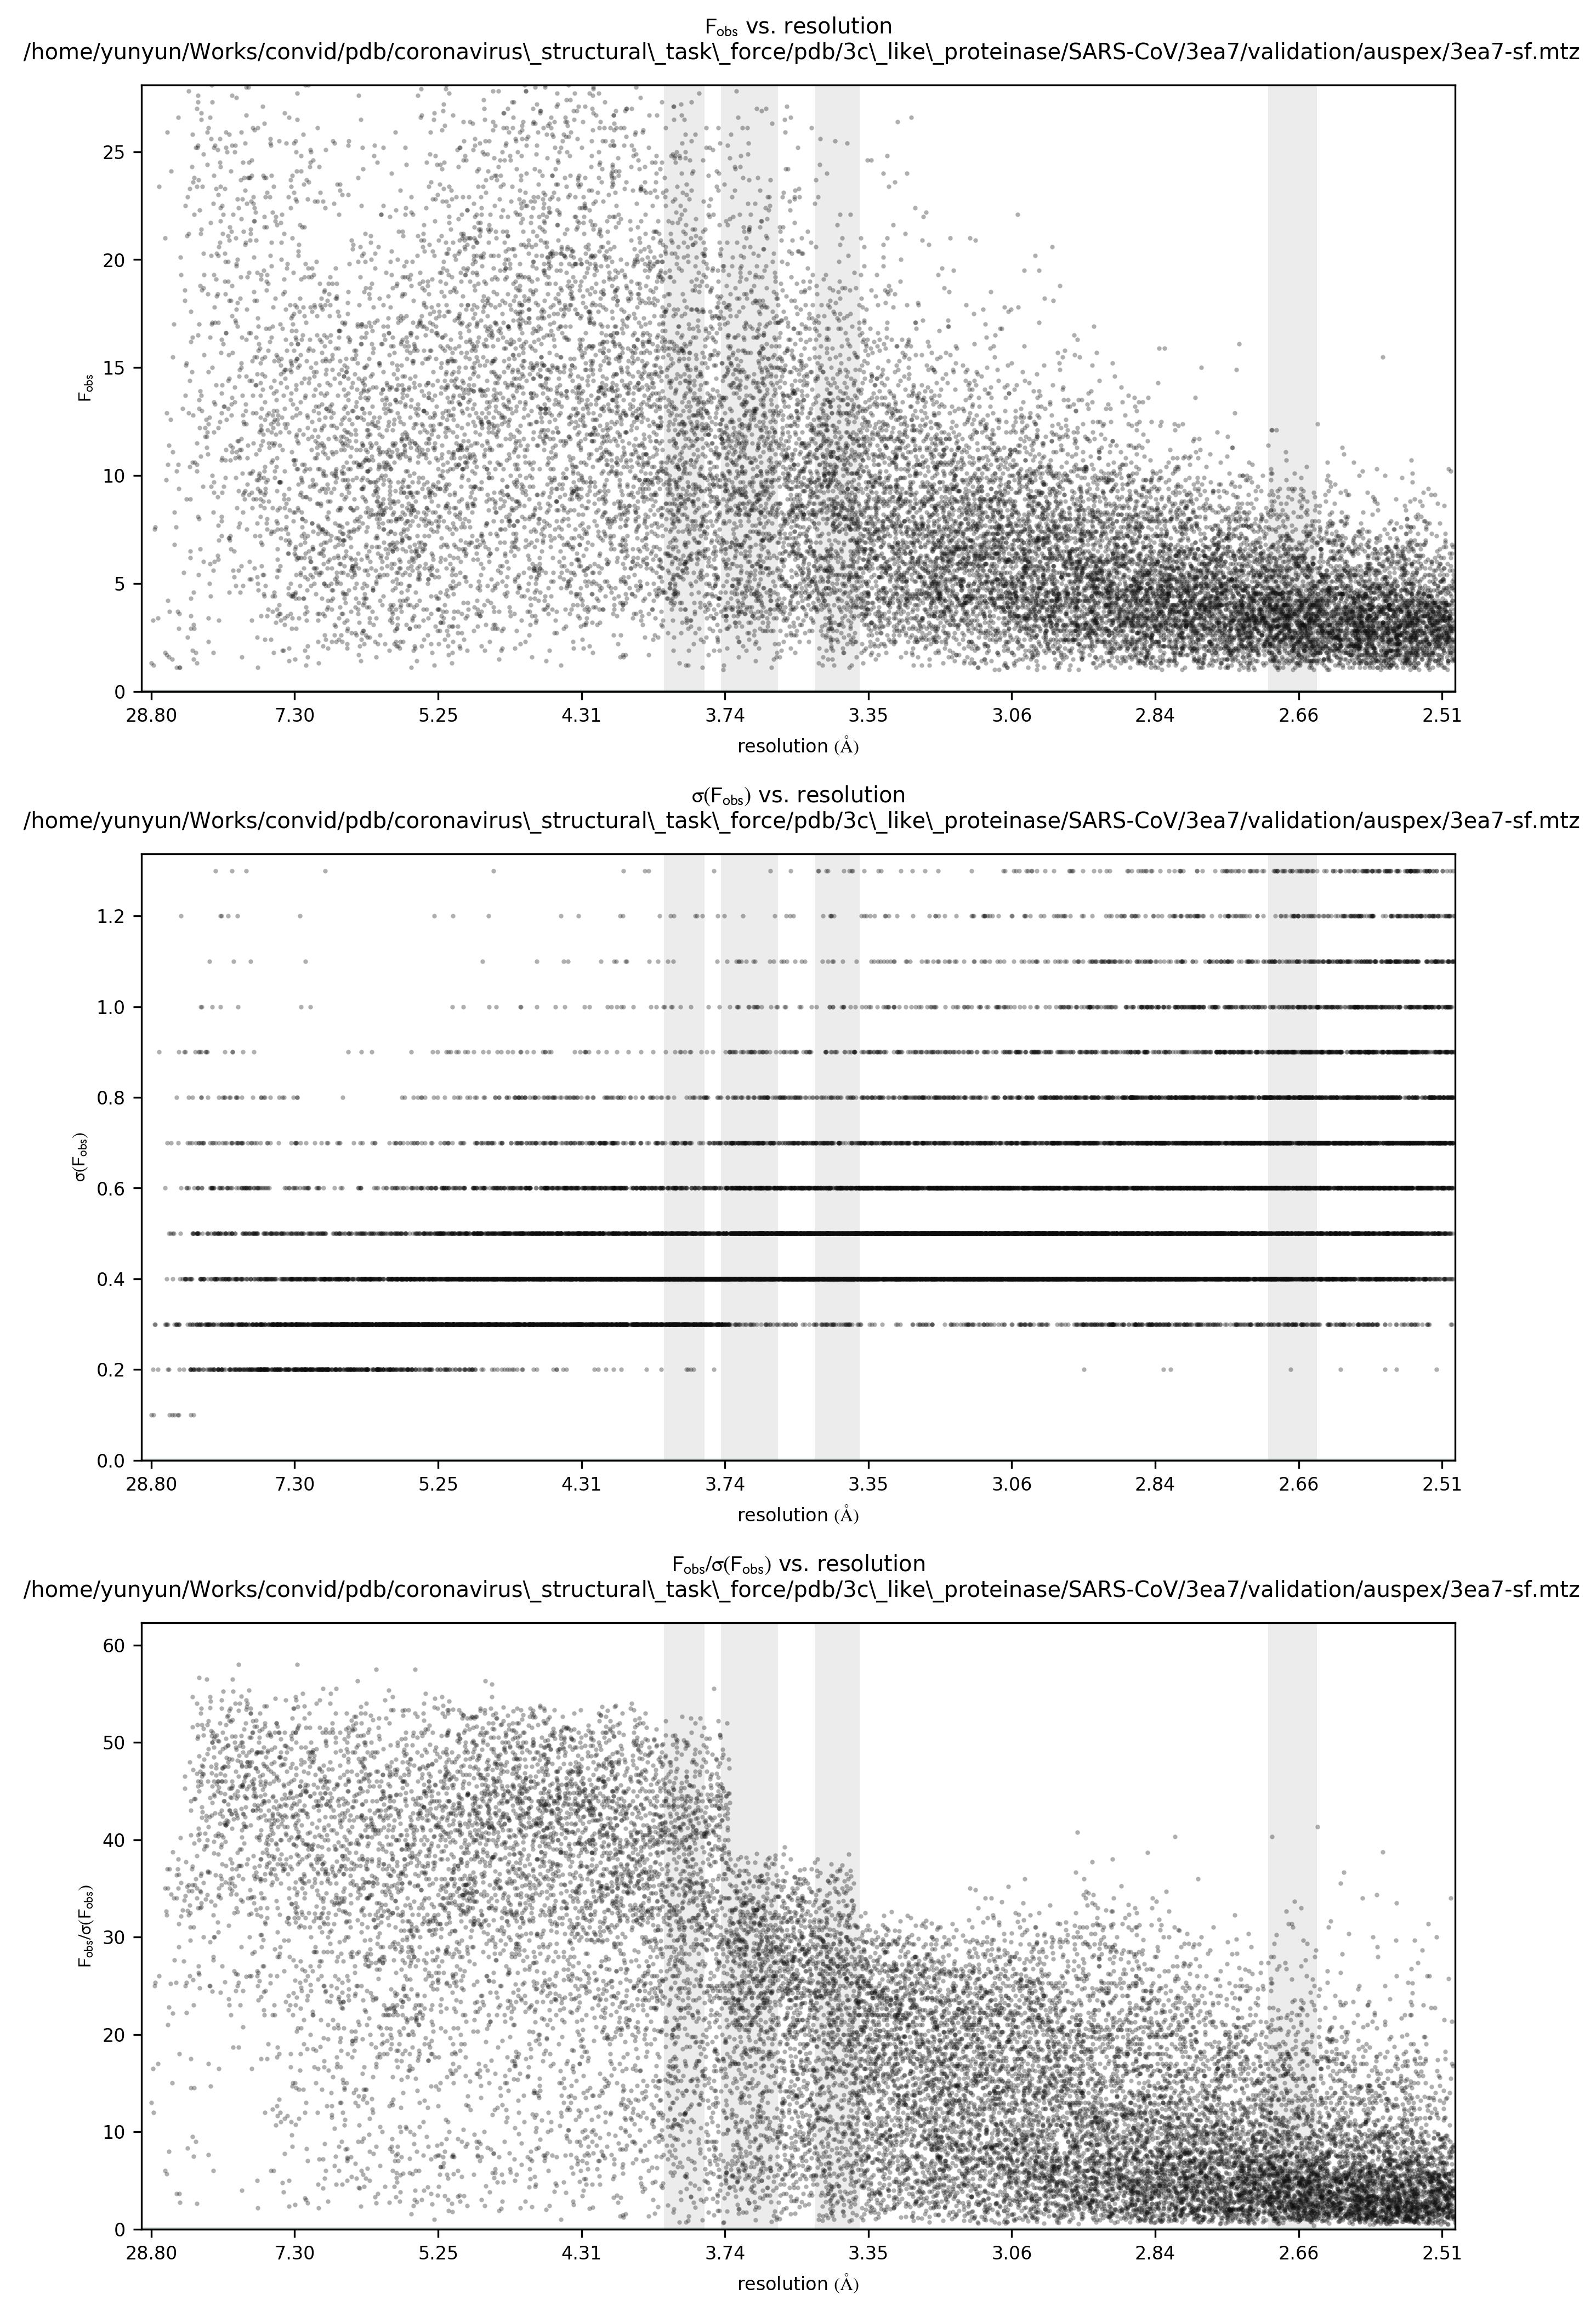 Fobs vs. resolution
/home/yunyun/Works/convid/pdb/coronavirus\_structural\_task\_force/pdb/3c\_like\_proteinase/SARS-CoV/3ea7/validation/auspex/3ea7-sf.mtz
25
20
15
10
5
0
Fobs
28.80 7.30 5.25 4.31 3.74 3.35 3.06 2.84 2.66 2.51
resolution (Å)
σ(Fobs) vs. resolution
/home/yunyun/Works/convid/pdb/coronavirus\_structural\_task\_force/pdb/3c\_like\_proteinase/SARS-CoV/3ea7/validation/auspex/3ea7-sf.mtz
1.2
1.0
0.8
0.6
0.4
0.2
0.0
σ(Fobs)
28.80 7.30 5.25 4.31 3.74 3.35 3.06 2.84 2.66 2.51
resolution (Å)
Fobs/σ(Fobs) vs. resolution
/home/yunyun/Works/convid/pdb/coronavirus\_structural\_task\_force/pdb/3c\_like\_proteinase/SARS-CoV/3ea7/validation/auspex/3ea7-sf.mtz
60
50
40
30
20
10
0
Fobs/σ(Fobs)
28.80 7.30 5.25 4.31 3.74 3.35 3.06 2.84 2.66 2.51
resolution (Å)